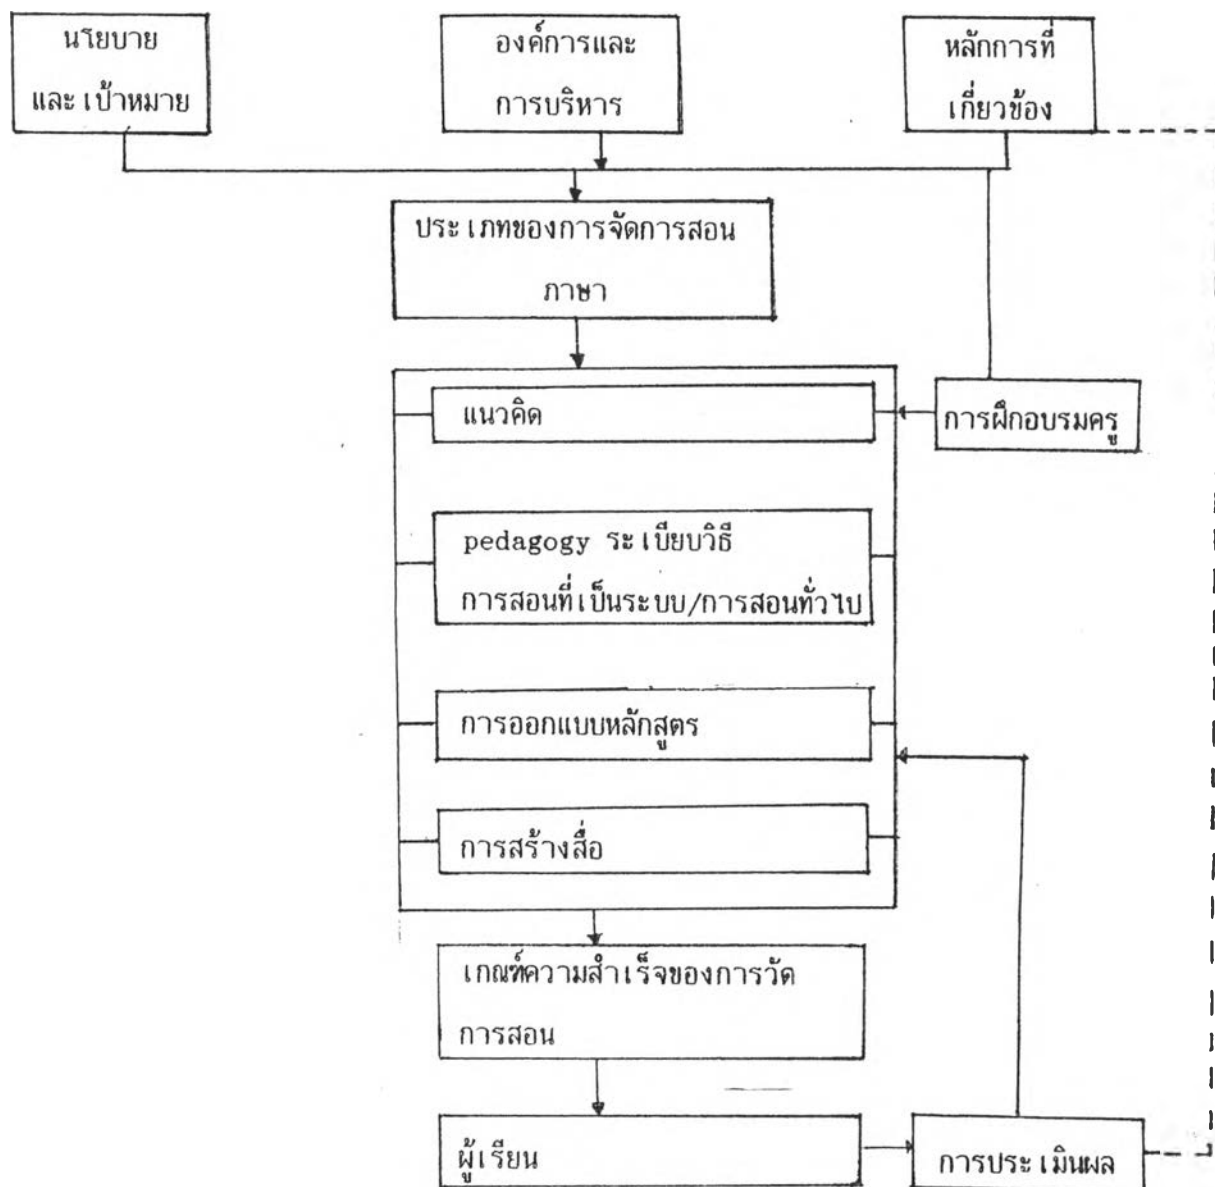 นโยบาย
และเป้าหมาย
องค์การและ
การบริหาร
หลักการที่
เกี่ยวข้อง
ประเภทของการจัดการสอน
ภาษา
แนวคิด
การฝึกอบรมครู
pedagogy ระเบียบวิธี
การสอนที่เป็นระบบ/การสอนทั่วไป
การออกแบบหลักสูตร
การสร้างสื่อ
เกณฑ์ความสำเร็จของการวัด
การสอน
ผู้เรียน
การประเมินผล